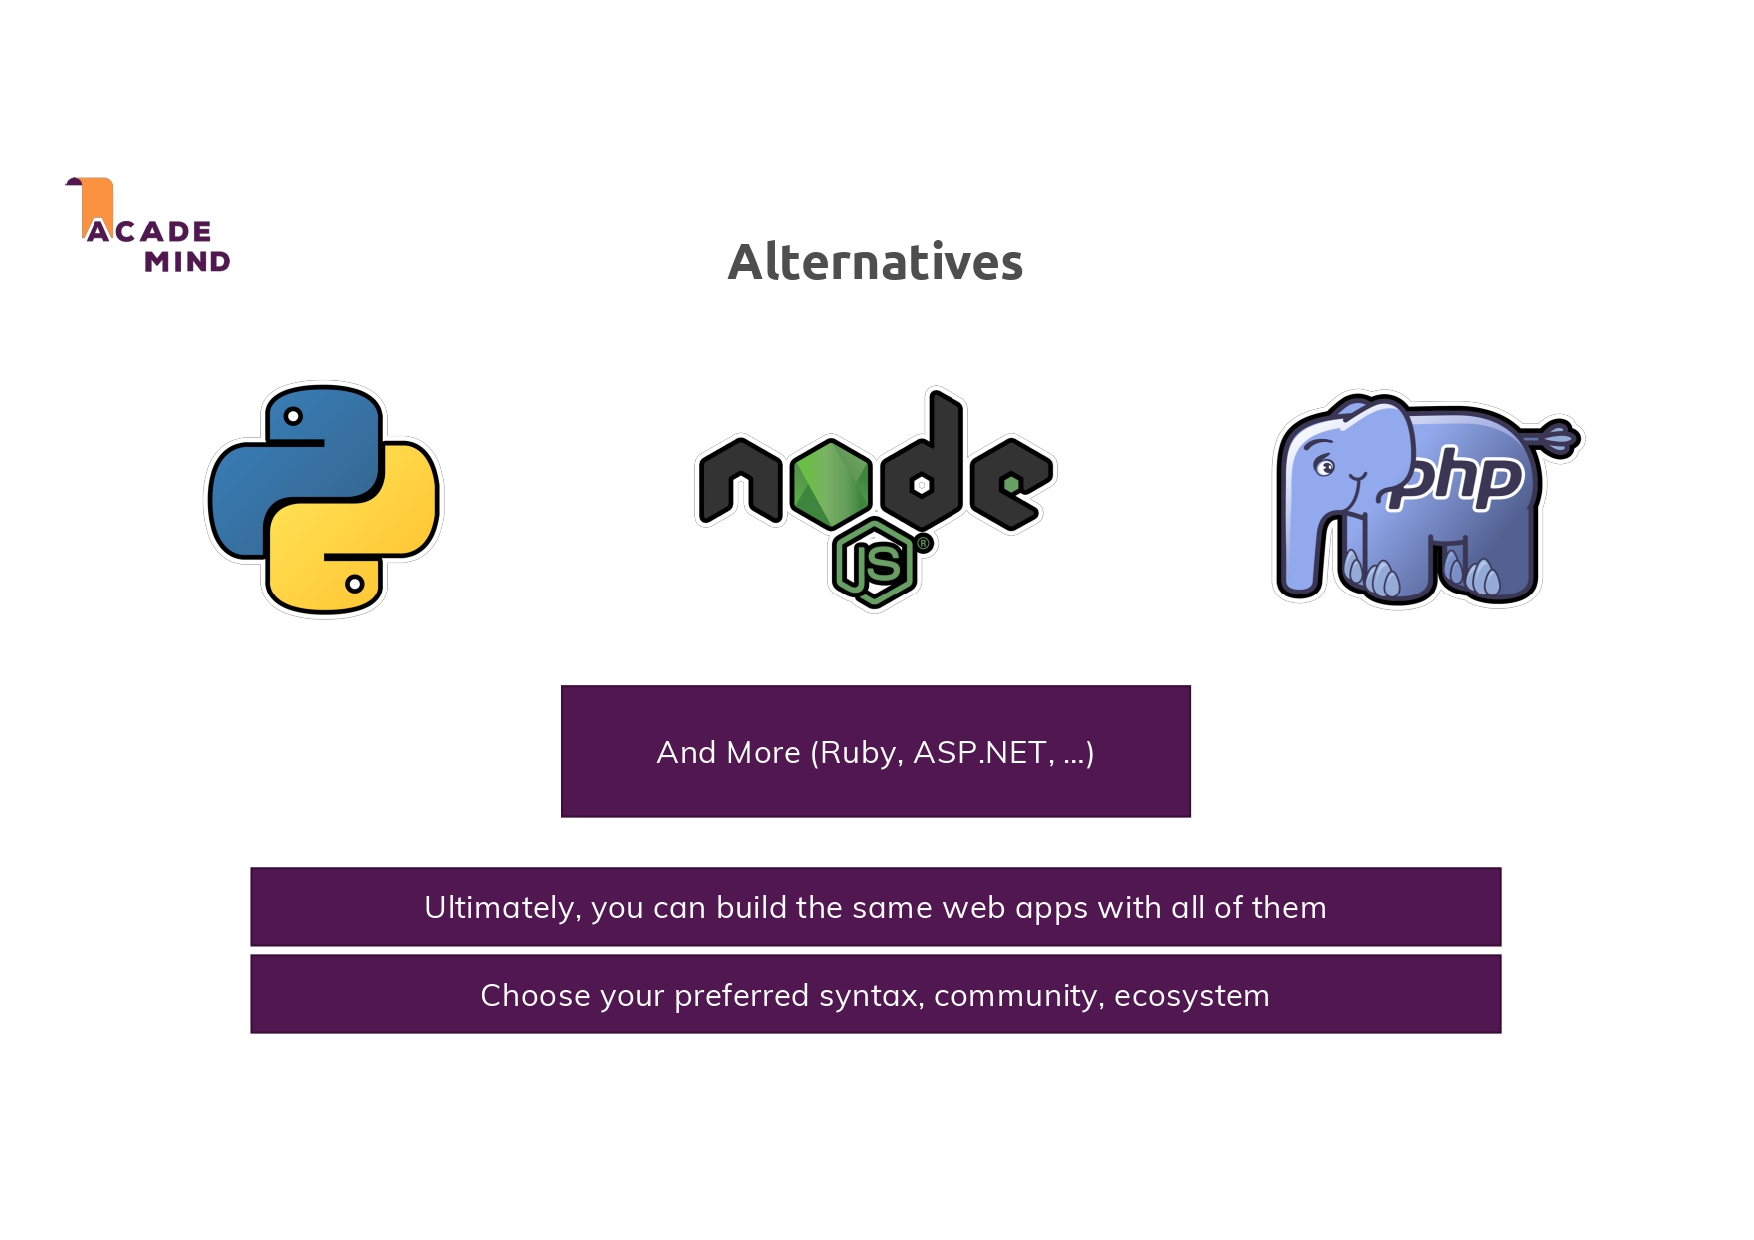 ACADE
MIND
Alternatives
node
JS®
php
And More (Ruby, ASP.NET, ...)
Ultimately, you can build the same web apps with all of them
Choose your preferred syntax, community, ecosystem